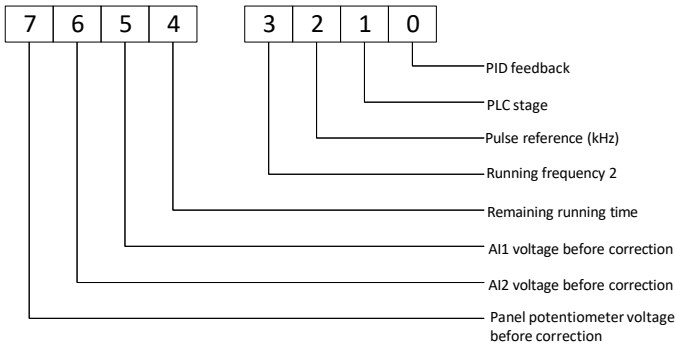 7 6 5 4 3 2 1 0
PID feedback
PLC stage
Pulse reference (kHz)
Running frequency 2
Remaining running time
AI1 voltage before correction
AI2 voltage before correction
Panel potentiometer voltage
before correction